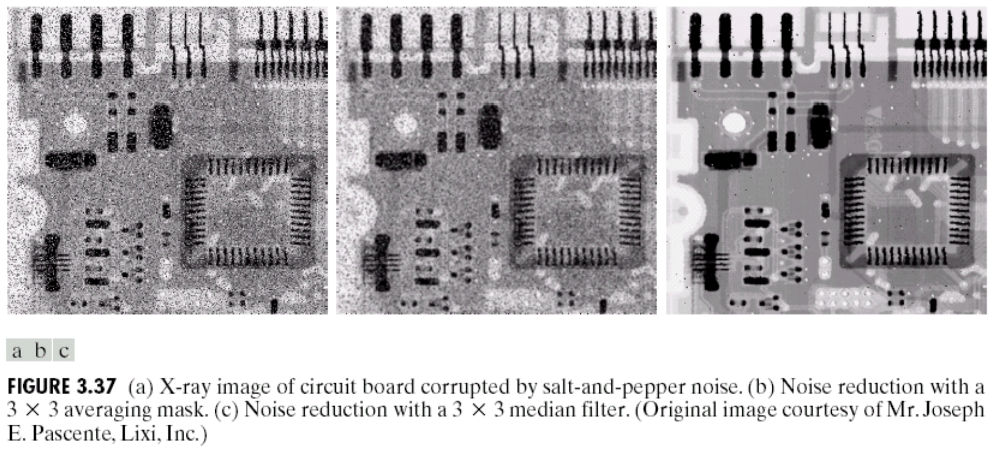 a b c
FIGURE 3.37 (a) X-ray image of circuit board corrupted by salt-and-pepper noise. (b) Noise reduction with a
3 × 3 averaging mask. (c) Noise reduction with a 3 × 3 median filter. (Original image courtesy of Mr. Joseph
E. Pascente, Lixi, Inc.)